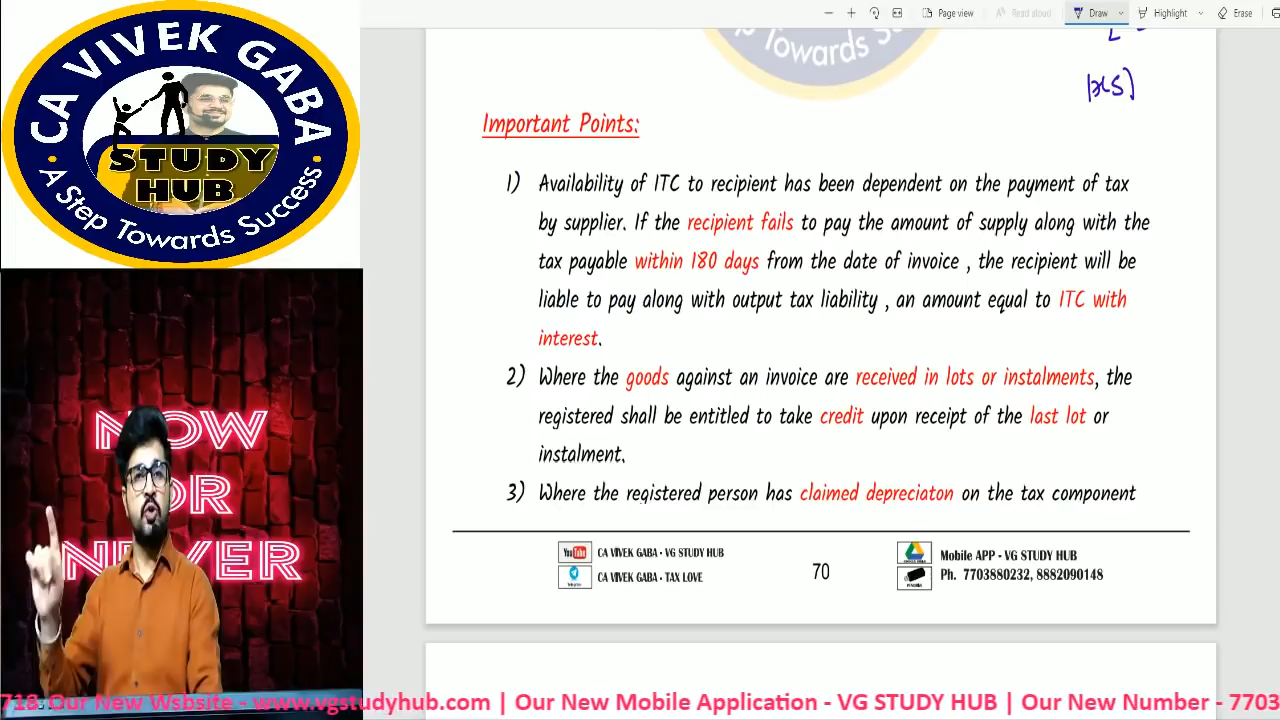 CA VIVEK GABA
STUDY
HUB
· A Step Towards Success ·
NOW
OR
NEVER
Page view
Read aloud
Draw
Highlight
Erase
p Towards Su
Important Points:
1) Availability of ITC to recipient has been dependent on the payment of tax
by supplier. If the recipient fails to pay the amount of supply along with the
tax payable within 180 days from the date of invoice , the recipient will be
liable to pay along with output tax liability , an amount equal to ITC with
interest.
2) Where the goods against an invoice are received in lots or instalments, the
registered shall be entitled to take credit upon receipt of the last lot or
instalment.
3) Where the registered person has claimed depreciaton on the tax component
YouTube CA VIVEK GABA - VG STUDY HUB
CA VIVEK GABA - TAX LOVE
70
Mobile APP - VG STUDY HUB
Ph. 7703880232, 8882090148
718. Our New Wsbsite - www.vgstudyhub.com | Our New Mobile Application - VG STUDY HUB | Our New Number - 7703